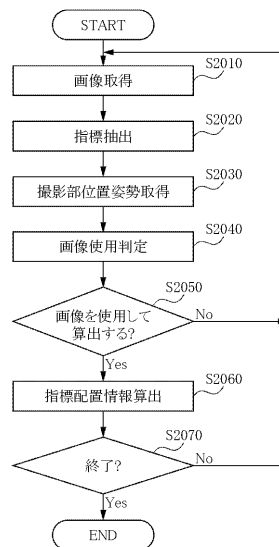 START
S2010
画像取得
S2020
指標抽出
S2030
撮影部位置姿勢取得
S2040
画像使用判定
S2050
画像を使用して
算出する?
No
Yes
S2060
指標配置情報算出
S2070
終了?
No
Yes
END